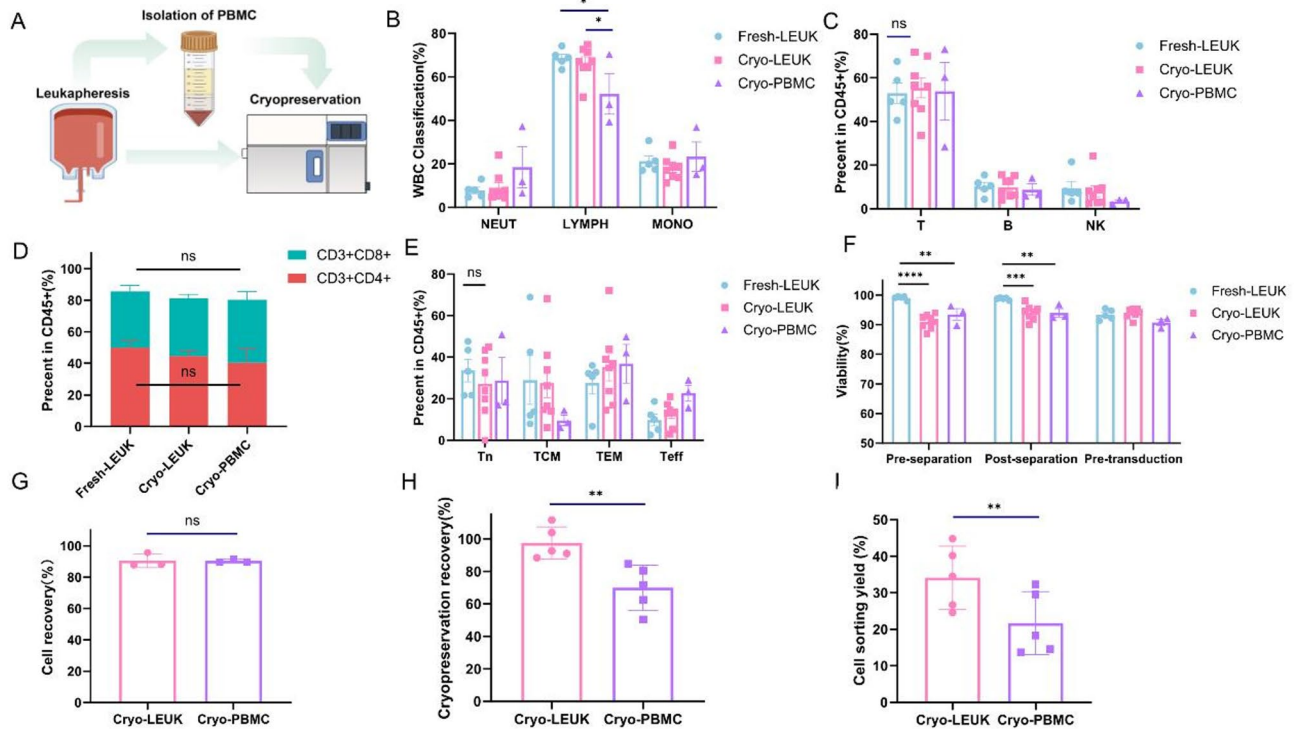 A
Isolation of PBMC
Leukapheresis
Cryopreservation
B
WBC Classification(%)
80
60
40
20
0
*
*
NEUT
LYMPH
MONO
Fresh-LEUK
Cryo-LEUK
Cryo-PBMC
C
Precent in CD45+(%)
80
60
40
20
0
ns
T
B
NK
Fresh-LEUK
Cryo-LEUK
Cryo-PBMC
D
Precent in CD45+(%)
100
80
60
40
20
0
ns
ns
Fresh-LEUK
Cryo-LEUK
Cryo-PBMC
CD3+CD8+
CD3+CD4+
E
Precent in CD45+(%)
80
60
40
20
0
ns
Tn
TCM
TEM
Teff
Fresh-LEUK
Cryo-LEUK
Cryo-PBMC
F
Viability(%)
100
90
80
70
60
50
**
****
**
***
Pre-separation
Post-separation
Pre-transduction
Fresh-LEUK
Cryo-LEUK
Cryo-PBMC
G
Cell recovery(%)
100
80
60
40
20
0
ns
Cryo-LEUK
Cryo-PBMC
H
Cryopreservation recovery(%)
100
80
60
40
20
0
**
Cryo-LEUK
Cryo-PBMC
I
Cell sorting yield (%)
50
40
30
20
10
0
**
Cryo-LEUK
Cryo-PBMC